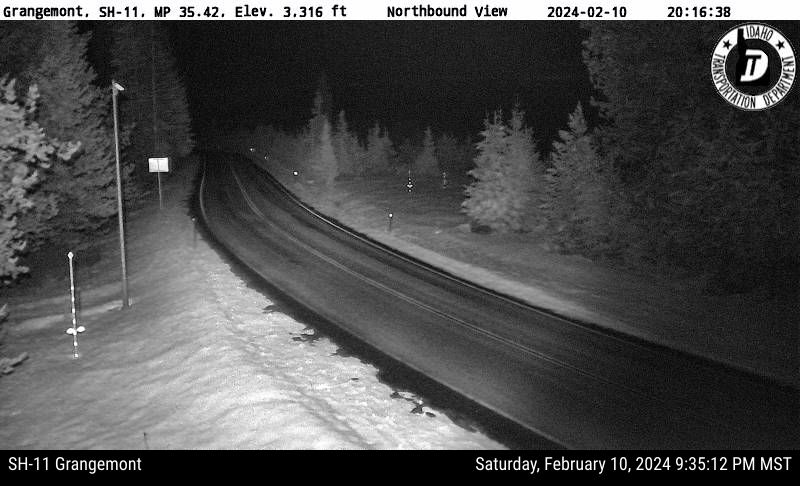 Grangemont, SH-11, MP 35.42, Elev. 3,316 ft Northbound View 2024-02-10 20:16:38
IDAHO
TRANSPORTATION DEPARTMENT
SH-11 Grangemont Saturday, February 10, 2024 9:35:12 PM MST